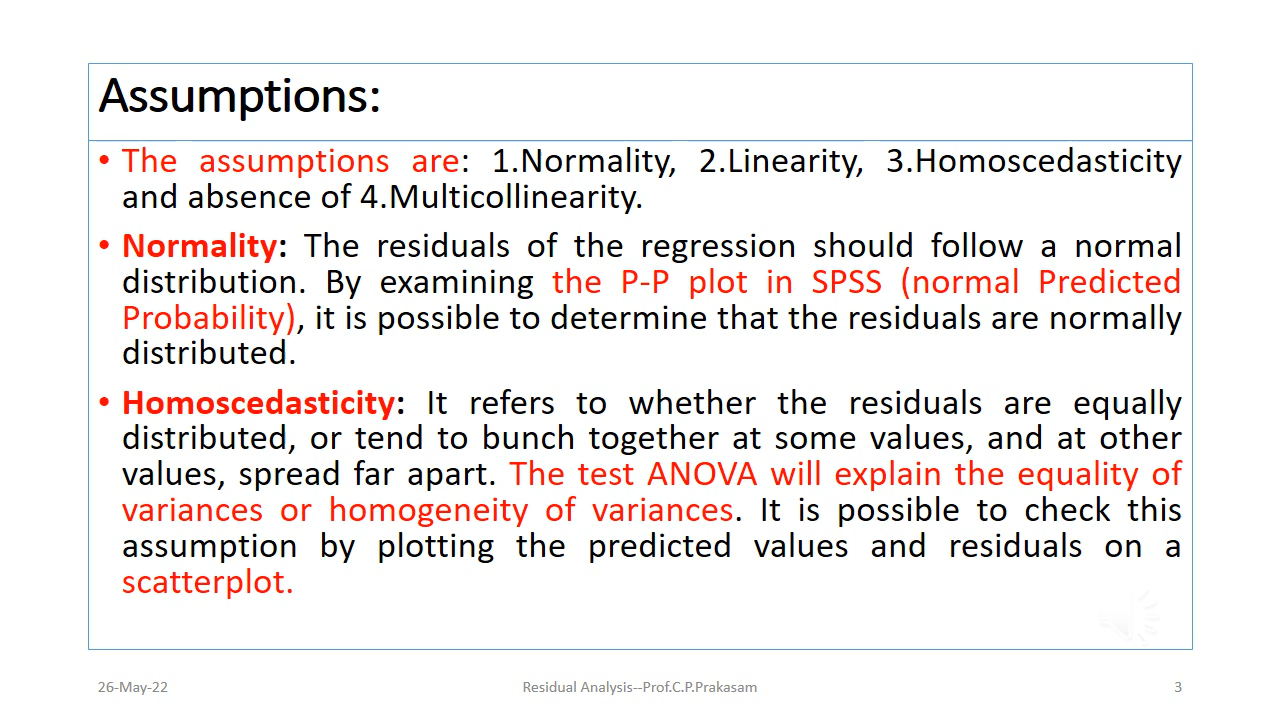 Assumptions:
• The assumptions are: 1.Normality, 2.Linearity, 3.Homoscedasticity
and absence of 4.Multicollinearity.
• Normality: The residuals of the regression should follow a normal
distribution. By examining the P-P plot in SPSS (normal Predicted
Probability), it is possible to determine that the residuals are normally
distributed.
• Homoscedasticity: It refers to whether the residuals are equally
distributed, or tend to bunch together at some values, and at other
values, spread far apart. The test ANOVA will explain the equality of
variances or homogeneity of variances. It is possible to check this
assumption by plotting the predicted values and residuals on a
scatterplot.
26-May-22
Residual Analysis--Prof.C.P.Prakasam
3